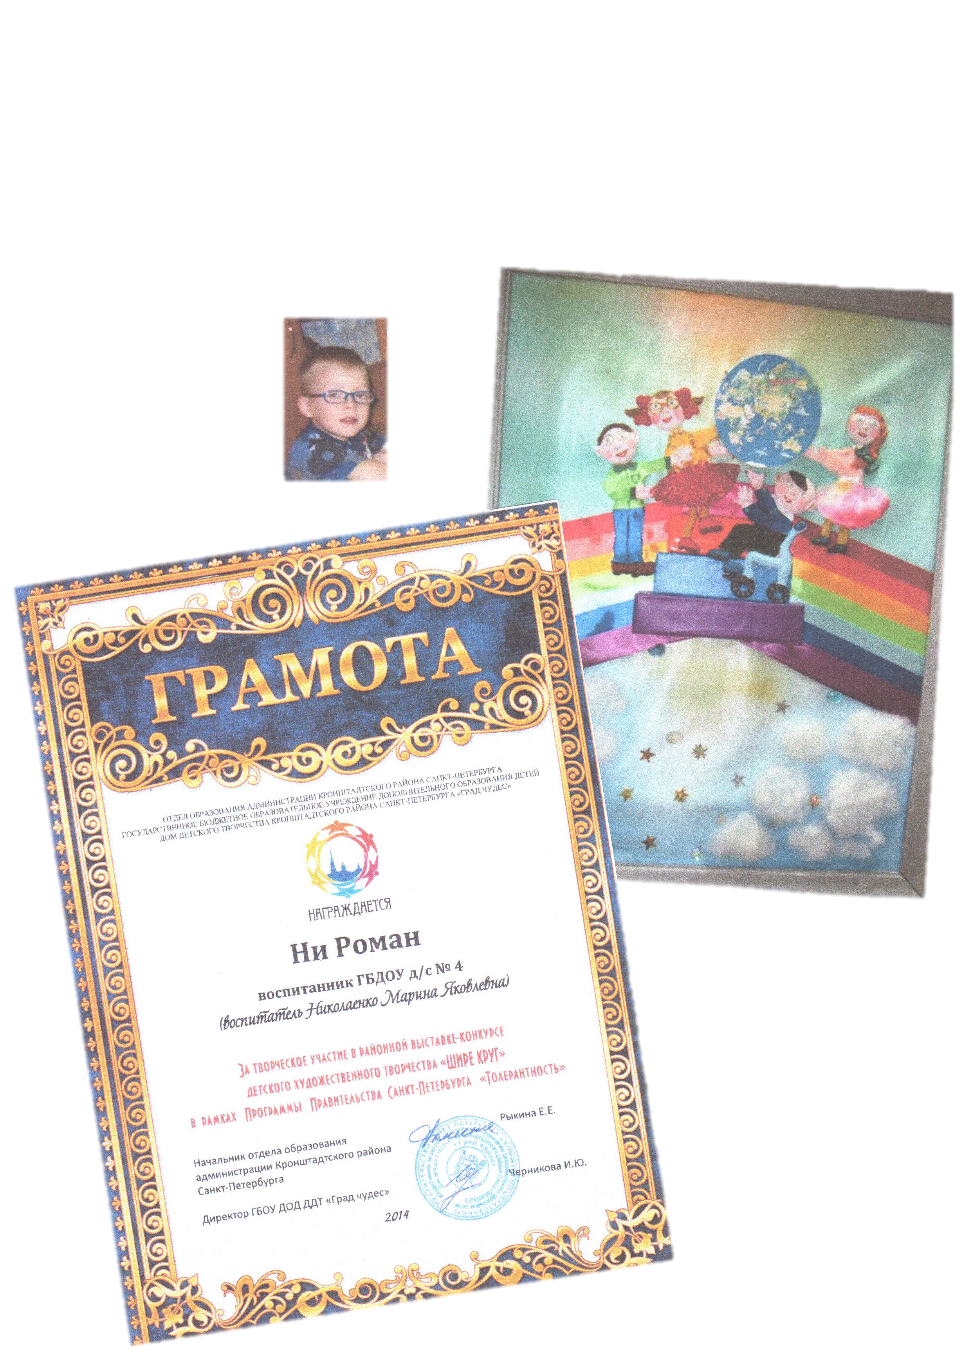 ГРАМОТА
ОТДЕЛ ОБРАЗОВАНИЯ АДМИНИСТРАЦИИ КРОНШТАДТСКОГО РАЙОНА САНКТ-ПЕТЕРБУРГА
ГОСУДАРСТВЕННОЕ БЮДЖЕТНОЕ ОБРАЗОВАТЕЛЬНОЕ УЧРЕЖДЕНИЕ ДОПОЛНИТЕЛЬНОГО ОБРАЗОВАНИЯ ДЕТЕЙ
ДОМ ДЕТСКОГО ТВОРЧЕСТВА КРОНШТАДТСКОГО РАЙОНА САНКТ-ПЕТЕРБУРГА «ГРАД ЧУДЕС»
НАГРАЖДАЕТСЯ
Ни Роман
воспитанник ГБДОУ д/с № 4
(воспитатель Николаенко Марина Яковлевна)
ЗА ТВОРЧЕСКОЕ УЧАСТИЕ В РАЙОННОЙ ВЫСТАВКЕ-КОНКУРСЕ
ДЕТСКОГО ХУДОЖЕСТВЕННОГО ТВОРЧЕСТВА «ШИРЕ КРУГ»
В РАМКАХ ПРОГРАММЫ ПРАВИТЕЛЬСТВА САНКТ-ПЕТЕРБУРГА «ТОЛЕРАНТНОСТЬ»
Начальник отдела образования
администрации Кронштадтского района
Санкт-Петербурга
Рыкина Е.Е.
Директор ГБОУ ДОД ДДТ «Град чудес»
Черникова И.Ю.
2014